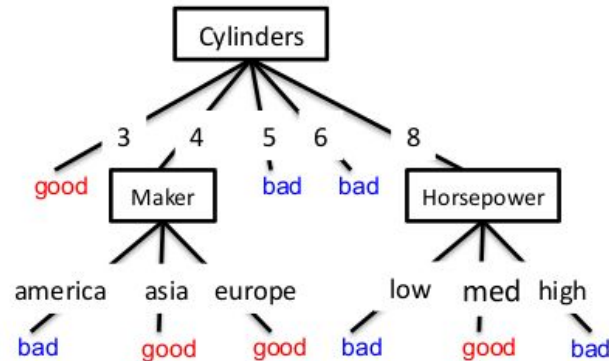 Cylinders
3 4 5 6 8
good Maker bad bad Horsepower
america asia europe low med high
bad good good bad good bad